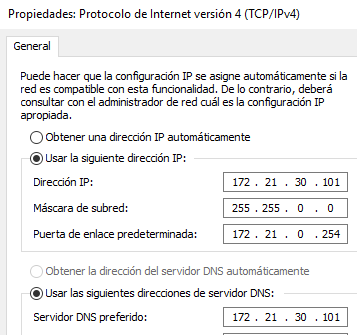 Propiedades: Protocolo de Internet versión 4 (TCP/IPv4)
General
Puede hacer que la configuración IP se asigne automáticamente si la
red es compatible con esta funcionalidad. De lo contrario, deberá
consultar con el administrador de red cuál es la configuración IP
apropiada.
Obtener una dirección IP automáticamente
Usar la siguiente dirección IP:
Dirección IP: 172 . 21 . 30 . 101
Máscara de subred: 255 . 255 . 0 . 0
Puerta de enlace predeterminada: 172 . 21 . 0 . 254
Obtener la dirección del servidor DNS automáticamente
Usar las siguientes direcciones de servidor DNS:
Servidor DNS preferido: 172 . 21 . 30 . 101